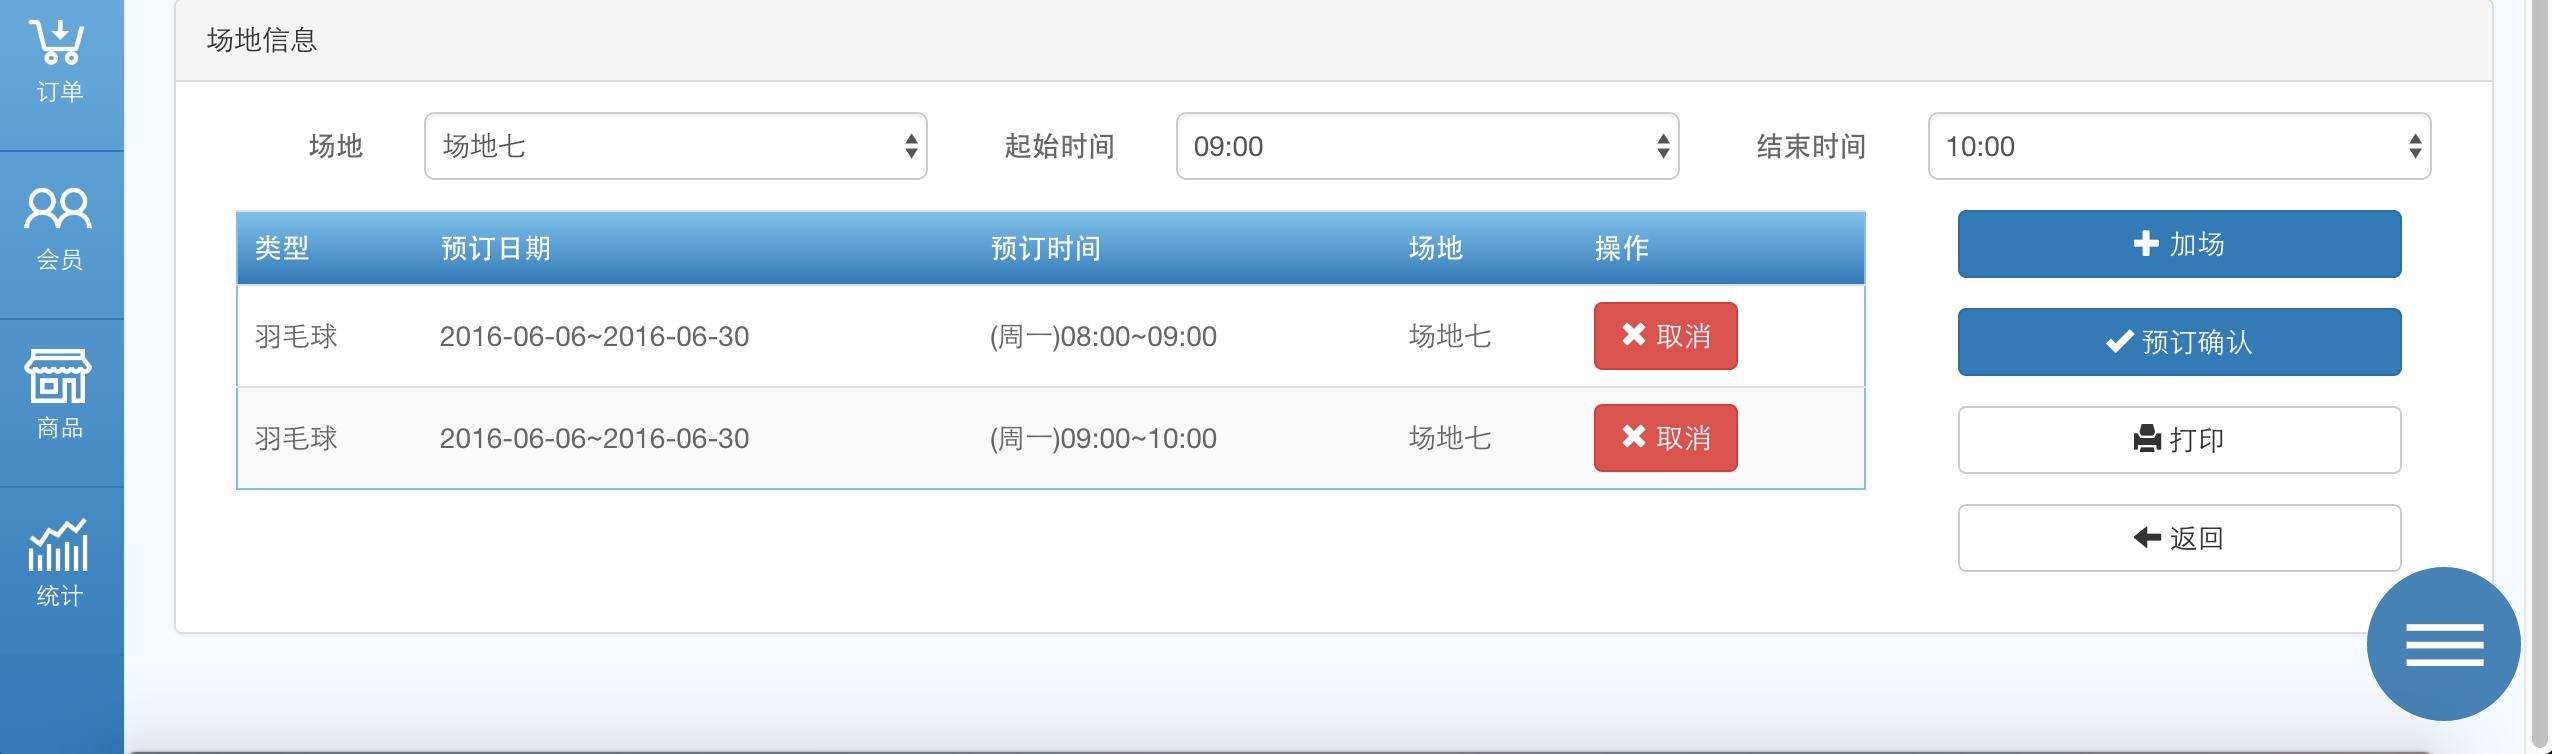 订单
会员
商品
统计
场地信息
场地 场地七 起始时间 09:00 结束时间 10:00
类型 预订日期 预订时间 场地 操作
羽毛球 2016-06-06~2016-06-30 (周一)08:00~09:00 场地七 取消
羽毛球 2016-06-06~2016-06-30 (周一)09:00~10:00 场地七 取消
加场
预订确认
打印
返回